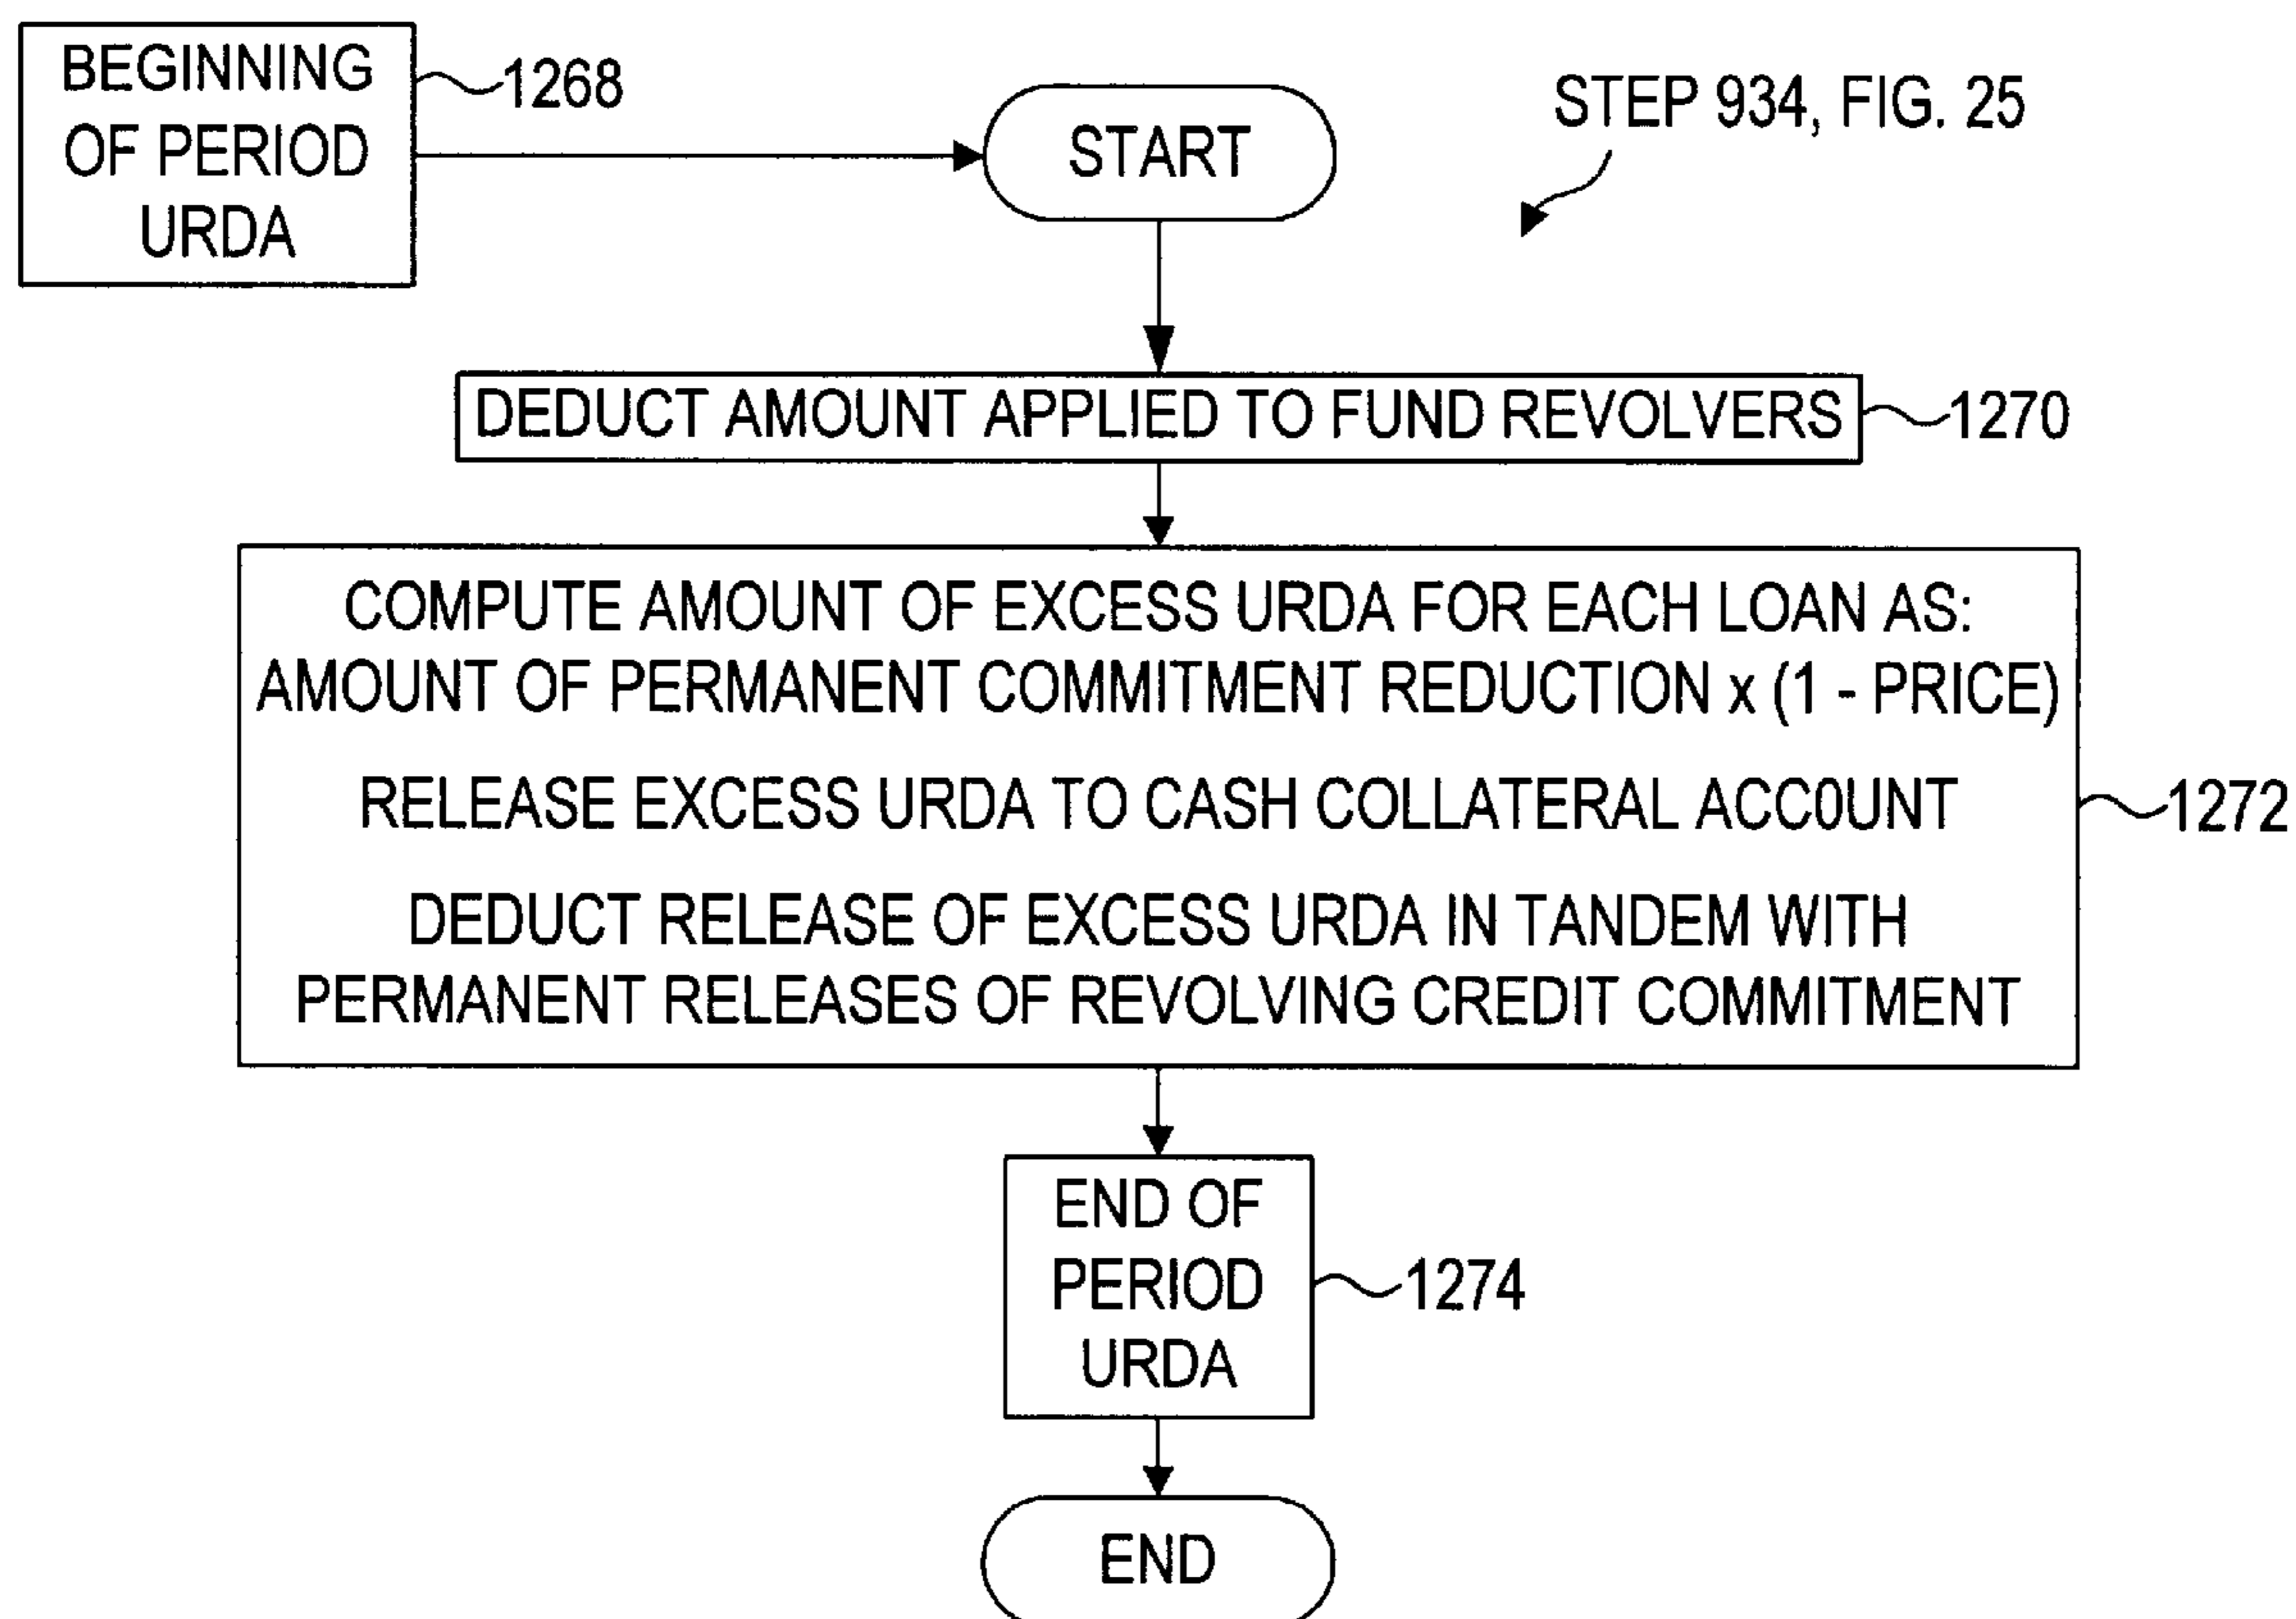 BEGINNING
OF PERIOD
URDA
1268
START
STEP 934, FIG. 25
DEDUCT AMOUNT APPLIED TO FUND REVOLVERS
1270
COMPUTE AMOUNT OF EXCESS URDA FOR EACH LOAN AS:
AMOUNT OF PERMANENT COMMITMENT REDUCTION x (1 - PRICE)
RELEASE EXCESS URDA TO CASH COLLATERAL ACCOUNT
DEDUCT RELEASE OF EXCESS URDA IN TANDEM WITH
PERMANENT RELEASES OF REVOLVING CREDIT COMMITMENT
1272
END OF
PERIOD
URDA
1274
END